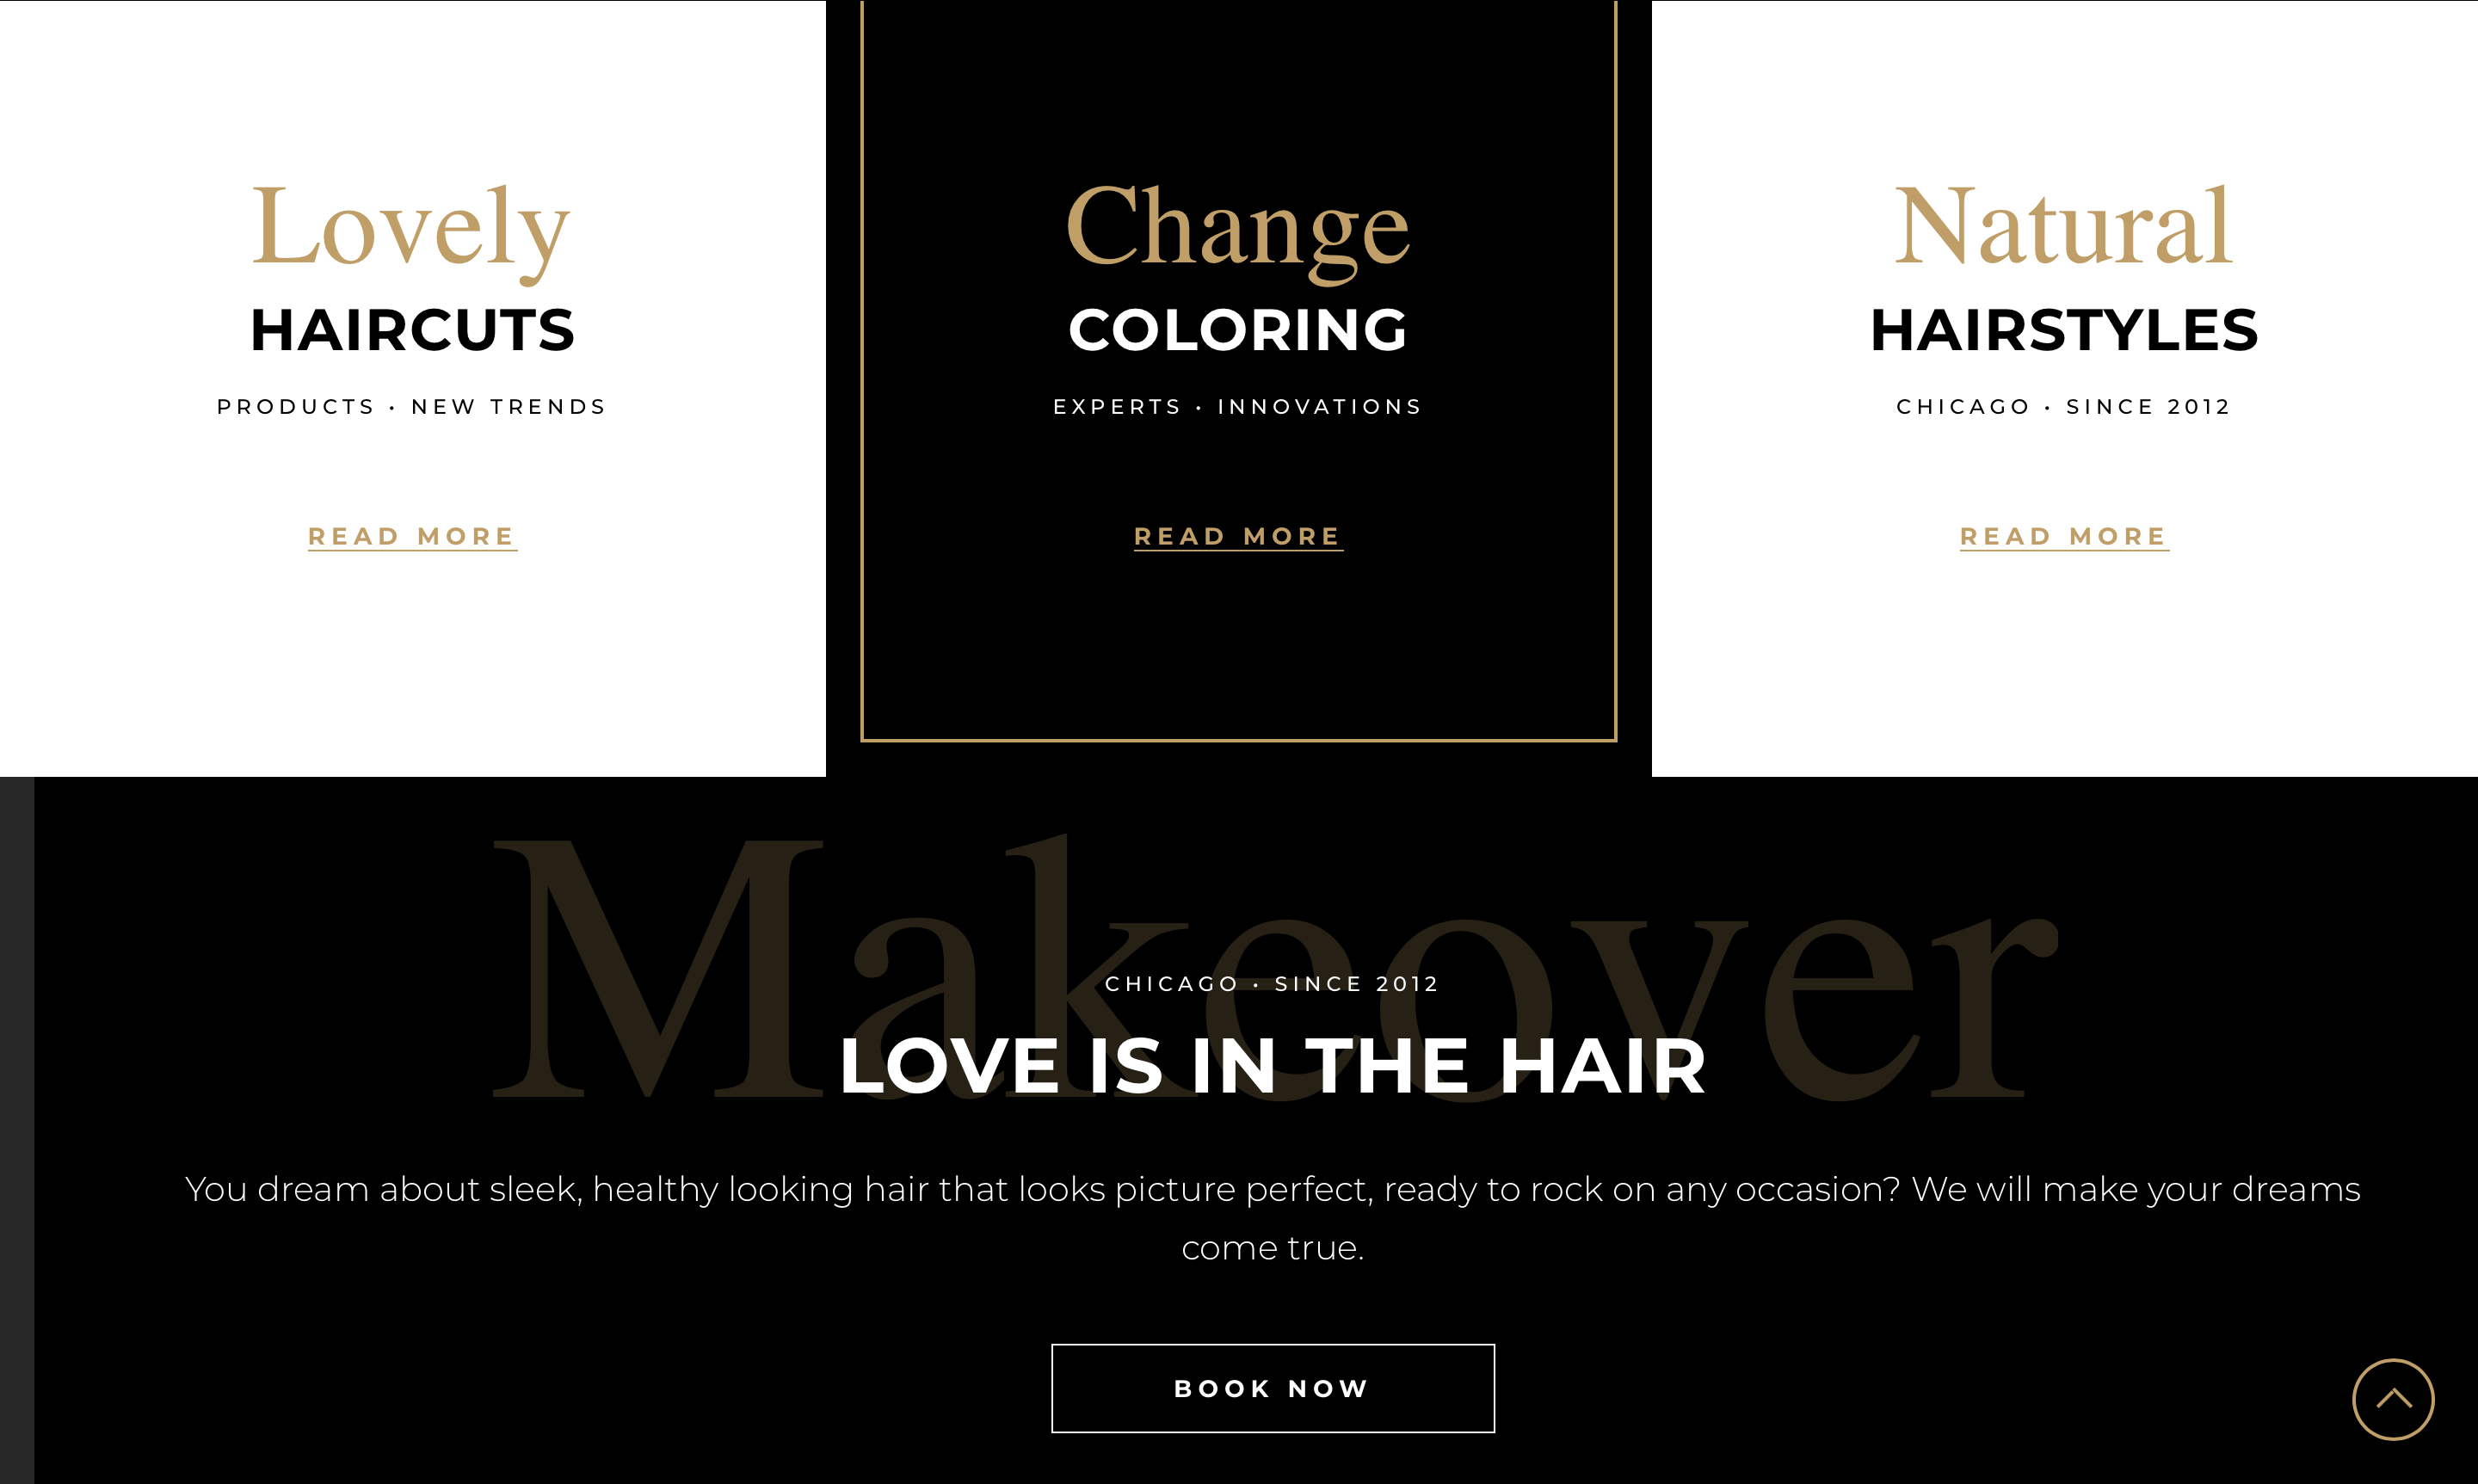 Lovely
HAIRCUTS
PRODUCTS • NEW TRENDS
READ MORE
Change
COLORING
EXPERTS • INNOVATIONS
READ MORE
Natural
HAIRSTYLES
CHICAGO • SINCE 2012
READ MORE
Makeover
CHICAGO • SINCE 2012
LOVE IS IN THE HAIR
You dream about sleek, healthy looking hair that looks picture perfect, ready to rock on any occasion? We will make your dreams
come true.
BOOK NOW